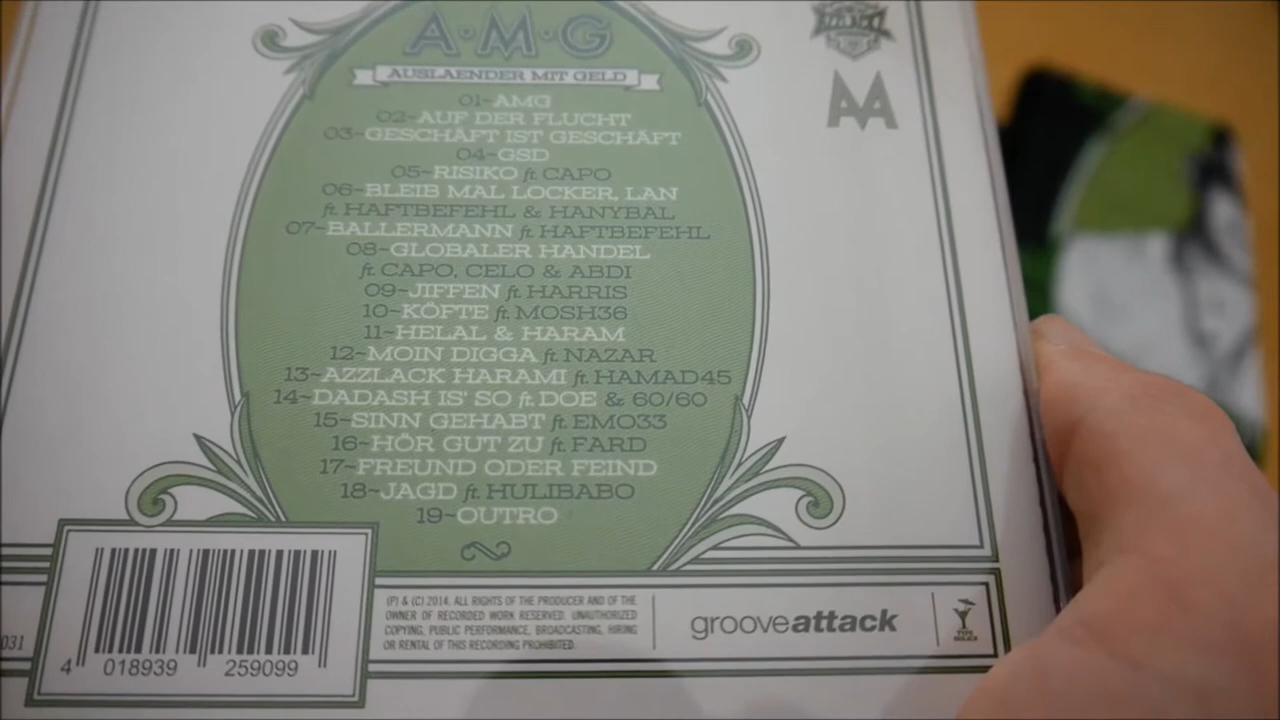 A·M·G
AUSLAENDER MIT GELD
01~AMG
02~AUF DER FLUCHT
03~GESCHÄFT IST GESCHÄFT
04~GSD
05~RISIKO ft. CAPO
06~BLEIB MAL LOCKER, LAN
ft. HAFTBEFEHL & HANYBAL
07~BALLERMANN ft. HAFTBEFEHL
08~GLOBALER HANDEL
ft. CAPO, CELO & ABDI
09~JIFFEN ft. HARRIS
10~KÖFTE ft. MOSH36
11~HELAL & HARAM
12~MOIN DIGGA ft. NAZAR
13~AZZLACK HARAMI ft. HAMAD45
14~DADASH IS' SO ft. DOE & 60/60
15~SINN GEHABT ft. EMO33
16~HÖR GUT ZU ft. FARD
17~FREUND ODER FEIND
18~JAGD ft. HULIBABO
19~OUTRO
031
4 018939 259099
(P) & (C) 2014. ALL RIGHTS OF THE PRODUCER AND OF THE
OWNER OF RECORDED WORK RESERVED. UNAUTHORIZED
COPYING, PUBLIC PERFORMANCE, BROADCASTING, HIRING
OR RENTAL OF THIS RECORDING PROHIBITED.
grooveattack